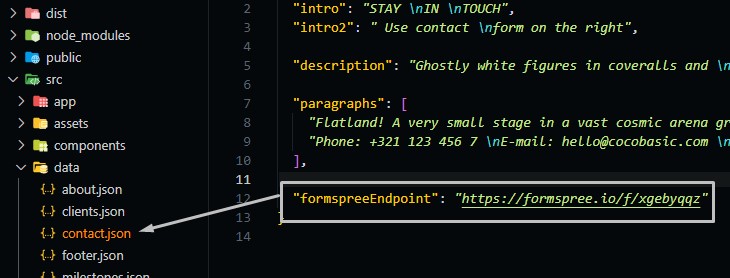 dist
node_modules
public
src
app
assets
components
data
about.json
clients.json
contact.json
footer.json
milestones.json
2 "intro": "STAY \nIN \nTOUCH",
3 "intro2": " Use contact \nform on the right",
4
5 "description": "Ghostly white figures in coveralls and \n
6
7 "paragraphs": [
8 "Flatland! A very small stage in a vast cosmic arena gr
9 "Phone: +321 123 456 7 \nE-mail: hello@cocobasic.com \n
10 ],
11
12 "formspreeEndpoint": "https://formspree.io/f/xgebyqqz"
13 }
14